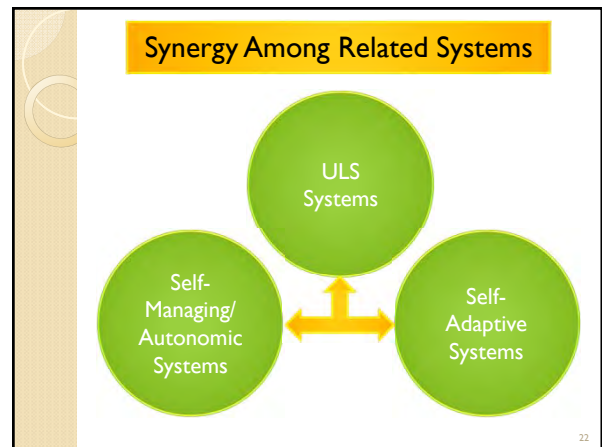 Synergy Among Related Systems
ULS
Systems
Self-
Managing/
Autonomic
Systems
Self-
Adaptive
Systems
22